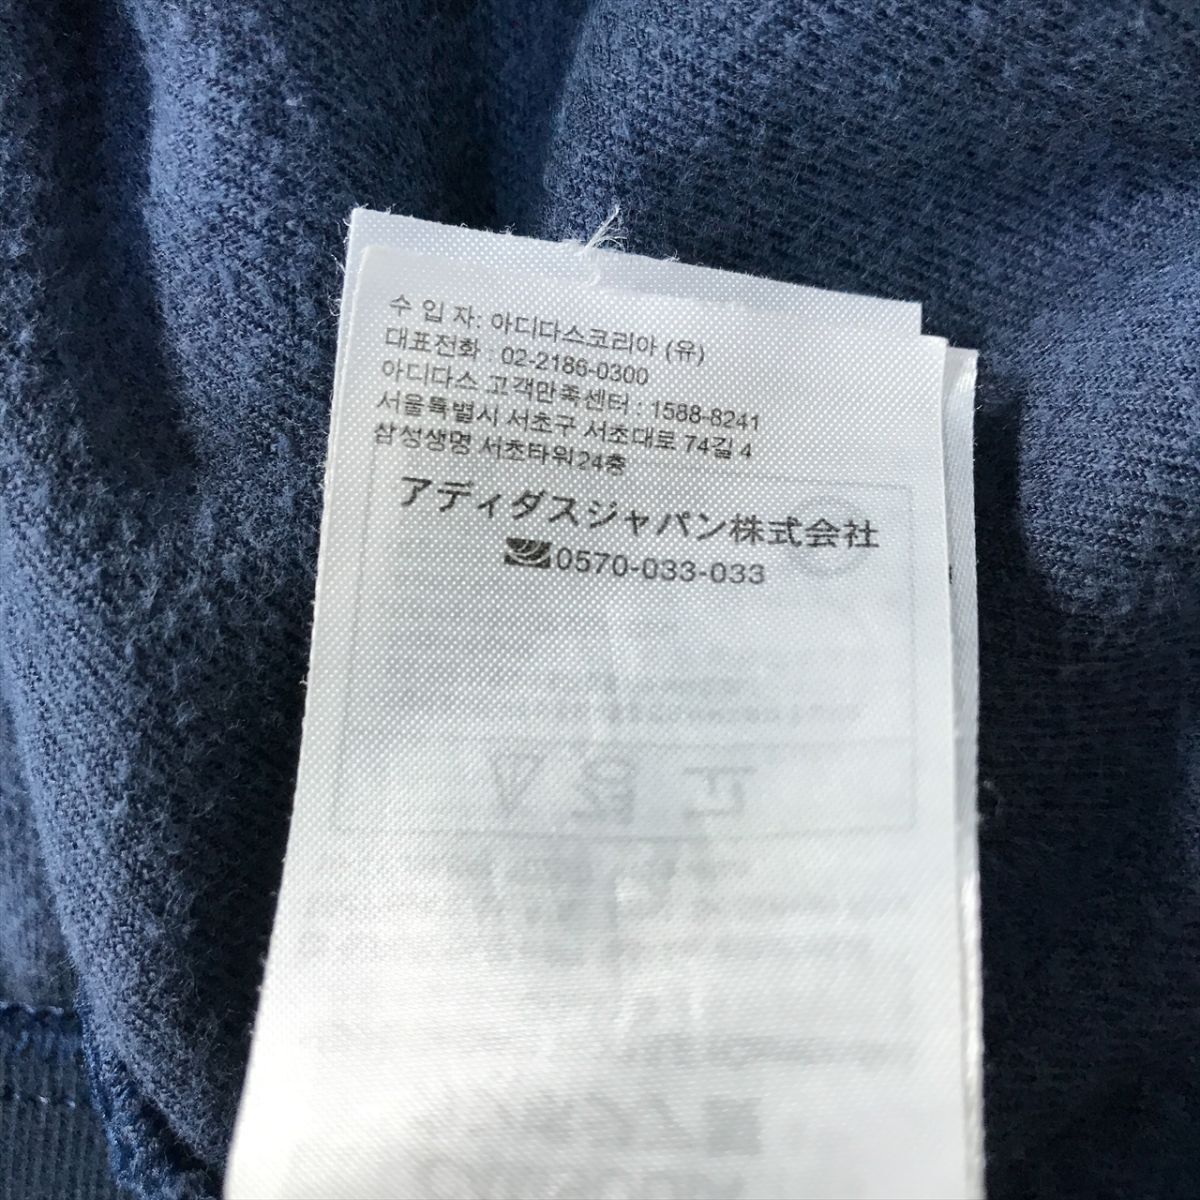 수 입 자: 아디다스코리아 (유)
대표전화 : 02-2186-0300
아디다스 고객만족센터 : 1588-8241
서울특별시 서초구 서초대로 74길 4
삼성생명 서초타워24층
アディダスジャパン株式会社
0570-033-033